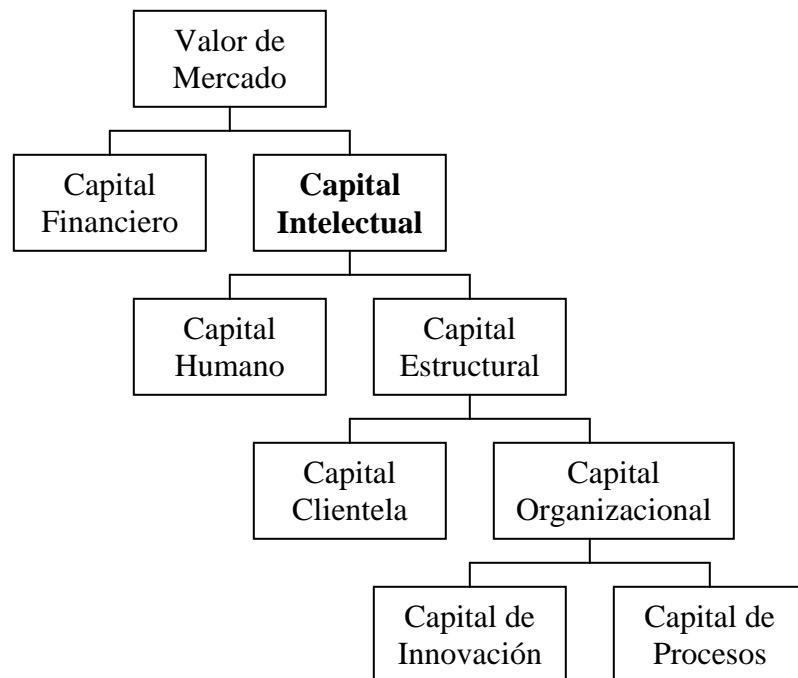 Valor de
Mercado
Capital
Financiero
Capital
Intelectual
Capital
Humano
Capital
Estructural
Capital
Clientela
Capital
Organizacional
Capital de
Innovación
Capital de
Procesos